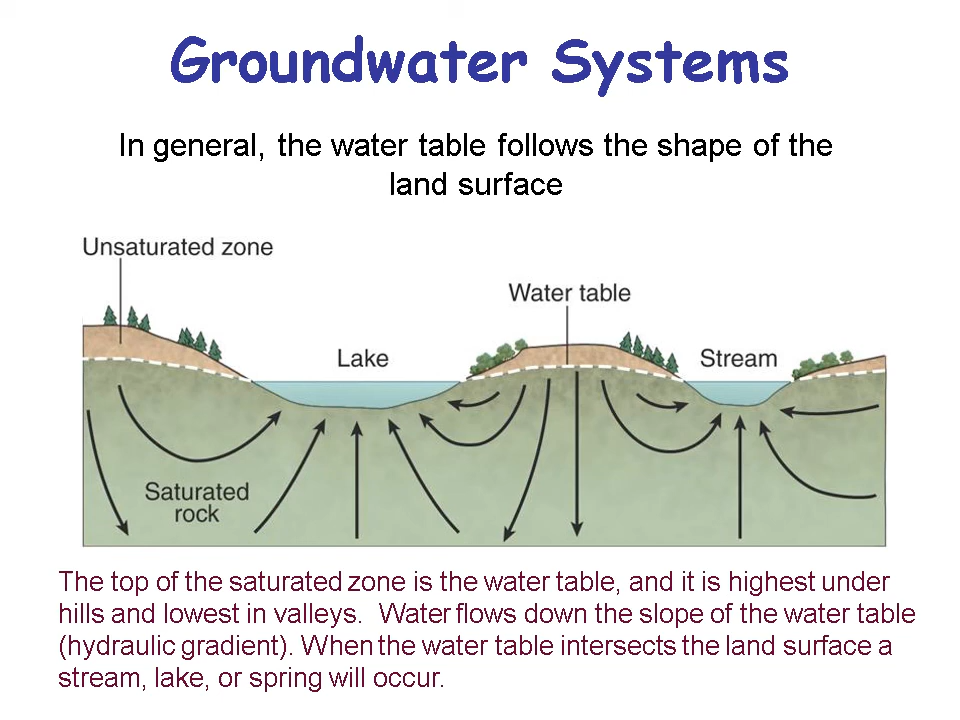 Groundwater Systems
In general, the water table follows the shape of the
land surface
Unsaturated zone
Water table
Lake
Stream
Saturated
rock
The top of the saturated zone is the water table, and it is highest under
hills and lowest in valleys.  Water flows down the slope of the water table
(hydraulic gradient). When the water table intersects the land surface a
stream, lake, or spring will occur.